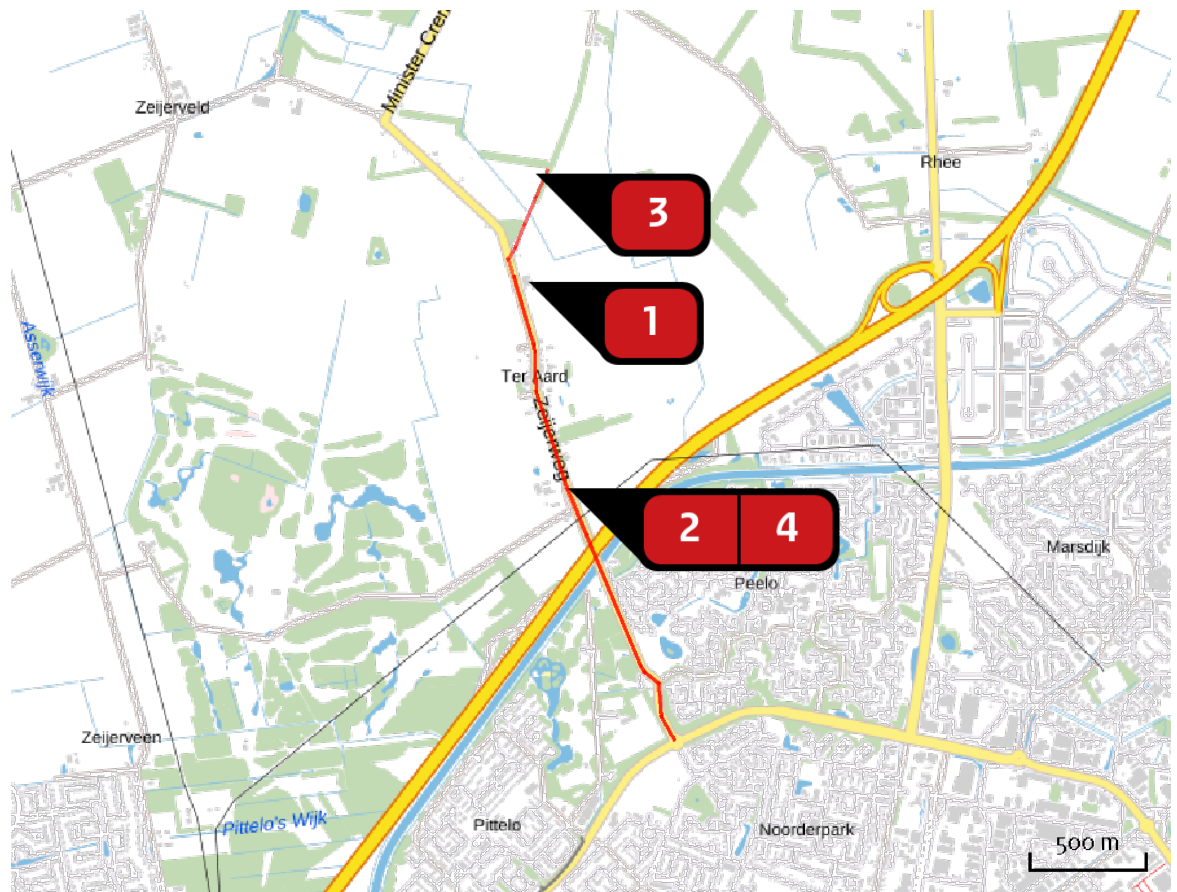 Minister Crem
Zeijerveld
Rhee
3
1
Asserwijk
Ter Aard
Zeijerweg
2 4
Marsdijk
Peelo
Zeijerveen
Pittelo's Wijk
Pittelo
Noorderpark
500 m